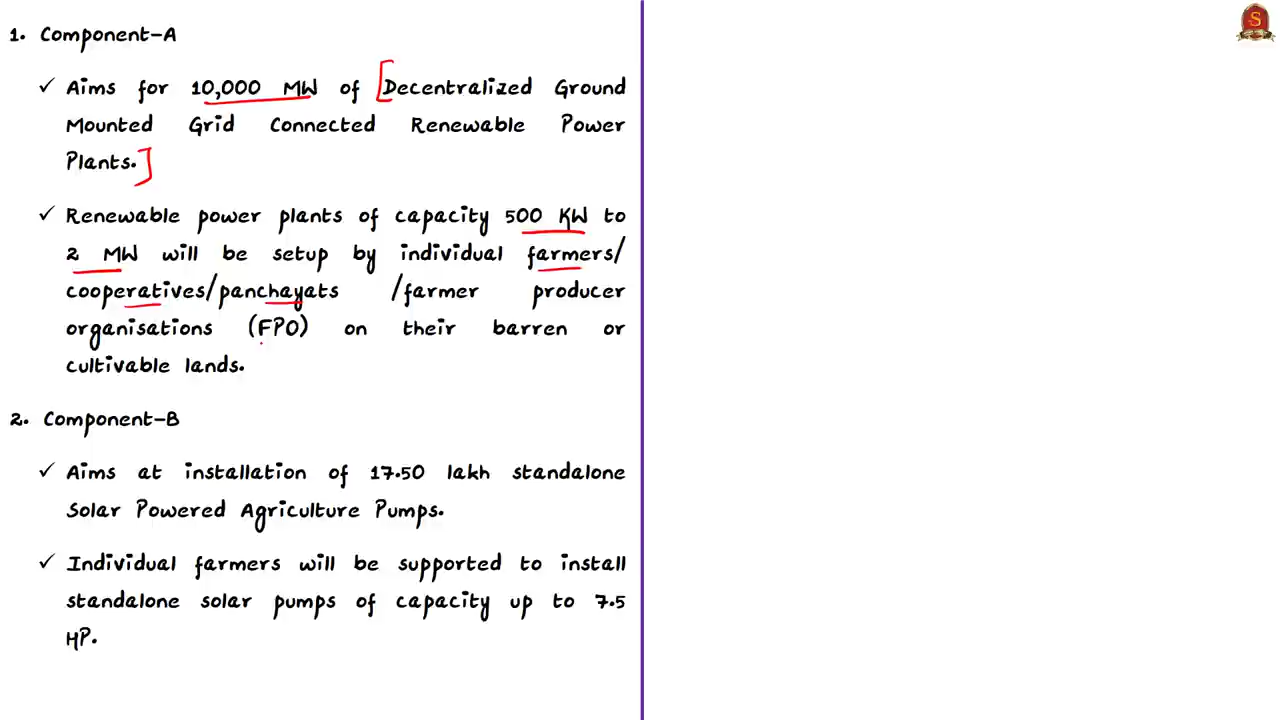 1. Component-A
✓ Aims for 10,000 MW of Decentralized Ground
Mounted Grid Connected Renewable Power
Plants.
✓ Renewable power plants of capacity 500 KW to
2 MW will be setup by individual farmers/
cooperatives/panchayats /farmer producer
organisations (FPO) on their barren or
cultivable lands.
2. Component-B
✓ Aims at installation of 17.50 lakh standalone
Solar Powered Agriculture Pumps.
✓ Individual farmers will be supported to install
standalone solar pumps of capacity up to 7.5
HP.
S